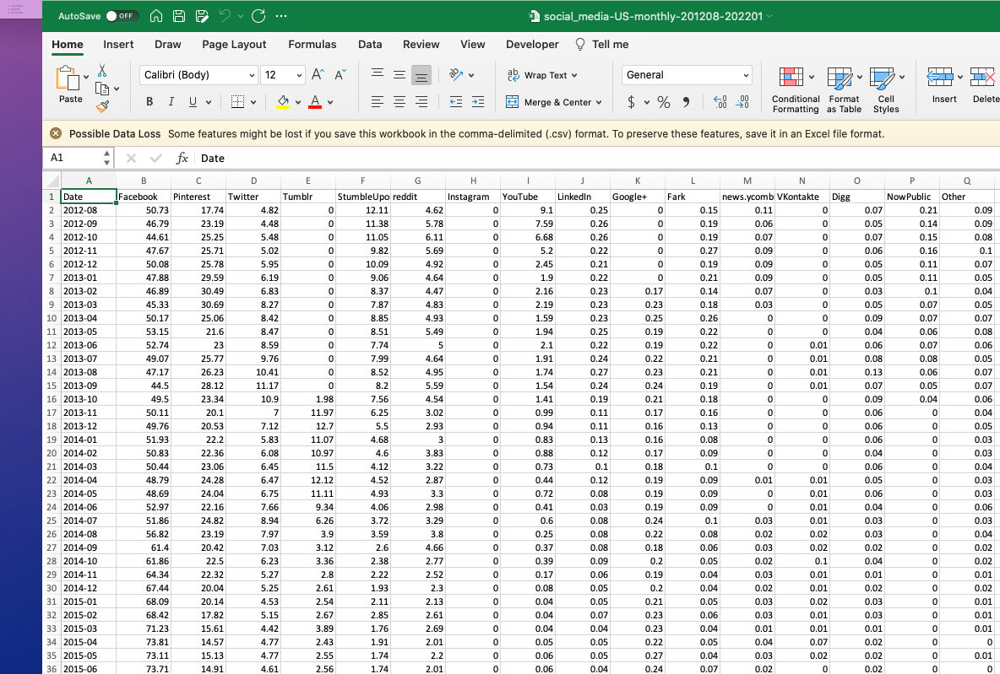 AutoSave OFF social_media-US-monthly-201208-202201
Home Insert Draw Page Layout Formulas Data Review View Developer Tell me
Paste Calibri (Body) 12 A A Wrap Text General
B I U A Merge & Center $ % Conditional Formatting Format as Table Cell Styles Insert Delete
Possible Data Loss Some features might be lost if you save this workbook in the comma-delimited (.csv) format. To preserve these features, save it in an Excel file format.
A1 fx Date
A B C D E F G H I J K L M N O P Q
1 Date Facebook Pinterest Twitter Tumblr StumbleUpo reddit Instagram YouTube LinkedIn Google+ Fark news.ycomb VKontakte Digg NowPublic Other
2 2012-08 50.73 17.74 4.82 0 12.11 4.62 0 9.1 0.25 0 0.15 0.11 0 0.07 0.21 0.09
3 2012-09 46.79 23.19 4.48 0 11.38 5.78 0 7.59 0.26 0 0.19 0.06 0 0.05 0.14 0.09
4 2012-10 44.61 25.25 5.48 0 11.05 6.11 0 6.68 0.26 0 0.19 0.07 0 0.07 0.15 0.08
5 2012-11 47.67 25.71 5.02 0 9.82 5.69 0 5.2 0.22 0 0.27 0.09 0 0.06 0.16 0.1
6 2012-12 50.08 25.78 5.95 0 10.09 4.92 0 2.45 0.21 0 0.19 0.09 0 0.05 0.11 0.07
7 2013-01 47.88 29.59 6.19 0 9.06 4.64 0 1.9 0.22 0 0.21 0.09 0 0.05 0.11 0.05
8 2013-02 46.89 30.49 6.83 0 8.37 4.47 0 2.16 0.23 0.17 0.14 0.07 0 0.03 0.1 0.04
9 2013-03 45.33 30.69 8.27 0 7.87 4.83 0 2.19 0.23 0.23 0.18 0.03 0 0.05 0.07 0.05
10 2013-04 50.17 25.06 8.42 0 8.85 4.93 0 1.59 0.23 0.25 0.26 0 0 0.09 0.07 0.07
11 2013-05 53.15 21.6 8.47 0 8.51 5.49 0 1.94 0.25 0.19 0.22 0 0 0.04 0.06 0.08
12 2013-06 52.74 23 8.59 0 7.74 5 0 2.1 0.22 0.19 0.22 0 0.01 0.06 0.07 0.06
13 2013-07 49.07 25.77 9.76 0 7.99 4.64 0 1.91 0.24 0.22 0.21 0 0.01 0.08 0.08 0.05
14 2013-08 47.17 26.23 10.41 0 8.52 4.95 0 1.74 0.27 0.23 0.21 0 0.01 0.13 0.06 0.07
15 2013-09 44.5 28.12 11.17 0 8.2 5.59 0 1.54 0.24 0.24 0.19 0 0.01 0.07 0.05 0.07
16 2013-10 49.5 23.34 10.9 1.98 7.56 4.54 0 1.41 0.19 0.21 0.18 0 0 0.09 0.04 0.06
17 2013-11 50.11 20.1 7 11.97 6.25 3.02 0 0.99 0.11 0.17 0.16 0 0 0.06 0 0.04
18 2013-12 49.76 20.53 7.12 12.7 5.5 2.93 0 0.94 0.11 0.16 0.13 0 0 0.06 0 0.05
19 2014-01 51.93 22.2 5.83 11.07 4.68 3 0 0.83 0.13 0.16 0.08 0 0 0.06 0 0.03
20 2014-02 50.83 22.36 6.08 10.97 4.6 3.83 0 0.88 0.12 0.17 0.09 0 0 0.04 0 0.03
21 2014-03 50.44 23.06 6.45 11.5 4.12 3.22 0 0.73 0.1 0.18 0.1 0 0 0.06 0 0.04
22 2014-04 48.79 24.28 6.47 12.12 4.52 2.87 0 0.44 0.12 0.19 0.09 0.01 0.01 0.05 0 0.03
23 2014-05 48.69 24.04 6.75 11.11 4.93 3.3 0 0.72 0.08 0.19 0.09 0 0.01 0.06 0 0.03
24 2014-06 52.97 22.16 7.66 9.34 4.06 2.98 0 0.41 0.03 0.19 0.09 0 0.01 0.04 0 0.06
25 2014-07 51.86 24.82 8.94 6.26 3.72 3.29 0 0.6 0.08 0.24 0.1 0.03 0.01 0.03 0 0.03
26 2014-08 56.82 23.19 7.97 3.9 3.59 3.8 0 0.25 0.08 0.22 0.08 0.02 0.02 0.03 0 0.04
27 2014-09 61.4 20.42 7.03 3.12 2.6 4.66 0 0.37 0.08 0.18 0.06 0.03 0.02 0.02 0 0.02
28 2014-10 61.86 22.5 6.23 3.36 2.38 2.77 0 0.39 0.09 0.2 0.05 0.02 0.1 0.04 0 0.02
29 2014-11 64.34 22.32 5.27 2.8 2.22 2.52 0 0.17 0.06 0.19 0.04 0.03 0.01 0.01 0 0.01
30 2014-12 67.44 20.04 5.25 2.61 1.93 2.3 0 0.08 0.05 0.2 0.04 0.02 0.01 0.02 0 0.02
31 2015-01 68.09 20.14 4.53 2.54 2.11 2.13 0 0.04 0.05 0.21 0.05 0.03 0.02 0.03 0 0.01
32 2015-02 68.42 17.82 5.15 2.67 2.85 2.61 0 0.04 0.07 0.23 0.06 0.03 0.01 0.03 0 0.01
33 2015-03 71.23 15.61 4.42 3.89 1.76 2.69 0 0.04 0.04 0.23 0.04 0.01 0.01 0.01 0 0.01
34 2015-04 73.81 14.57 4.77 2.43 1.91 2.01 0 0.05 0.05 0.22 0.05 0.04 0.07 0.02 0 0
35 2015-05 73.11 15.13 4.77 2.55 1.74 2.2 0 0.06 0.05 0.27 0.04 0.03 0.02 0.02 0 0.01
36 2015-06 73.71 14.91 4.61 2.56 1.74 2.01 0 0.06 0.04 0.24 0.07 0.02 0 0.02 0 0